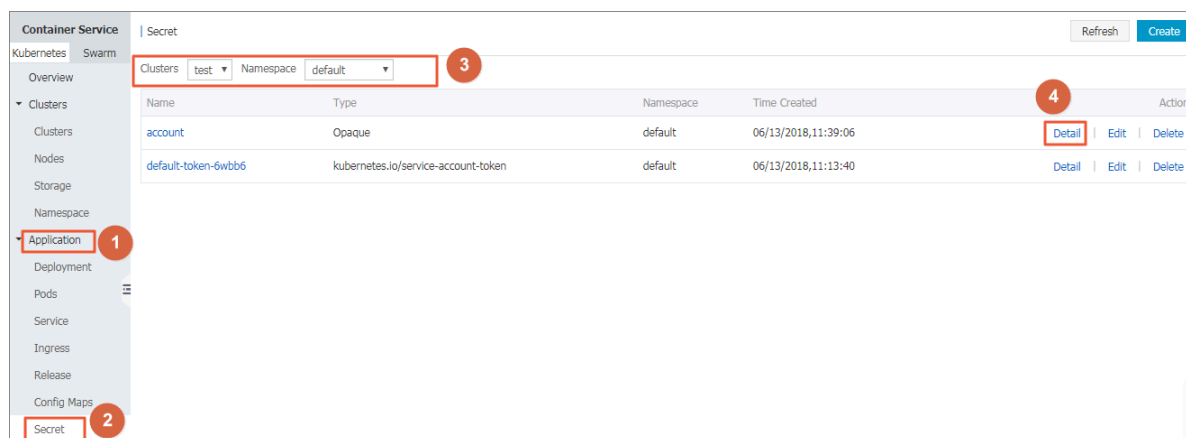 Container Service
Secret
Refresh
Create
Kubernetes Swarm
Clusters test Namespace default
3
Overview
Clusters
Name Type Namespace Time Created Action
4
Clusters
account Opaque default 06/13/2018,11:39:06 Detail | Edit | Delete
Nodes
default-token-6wbb6 kubernetes.io/service-account-token default 06/13/2018,11:13:40 Detail | Edit | Delete
Storage
Namespace
Application
1
Deployment
Pods
Service
Ingress
Release
Config Maps
2
Secret